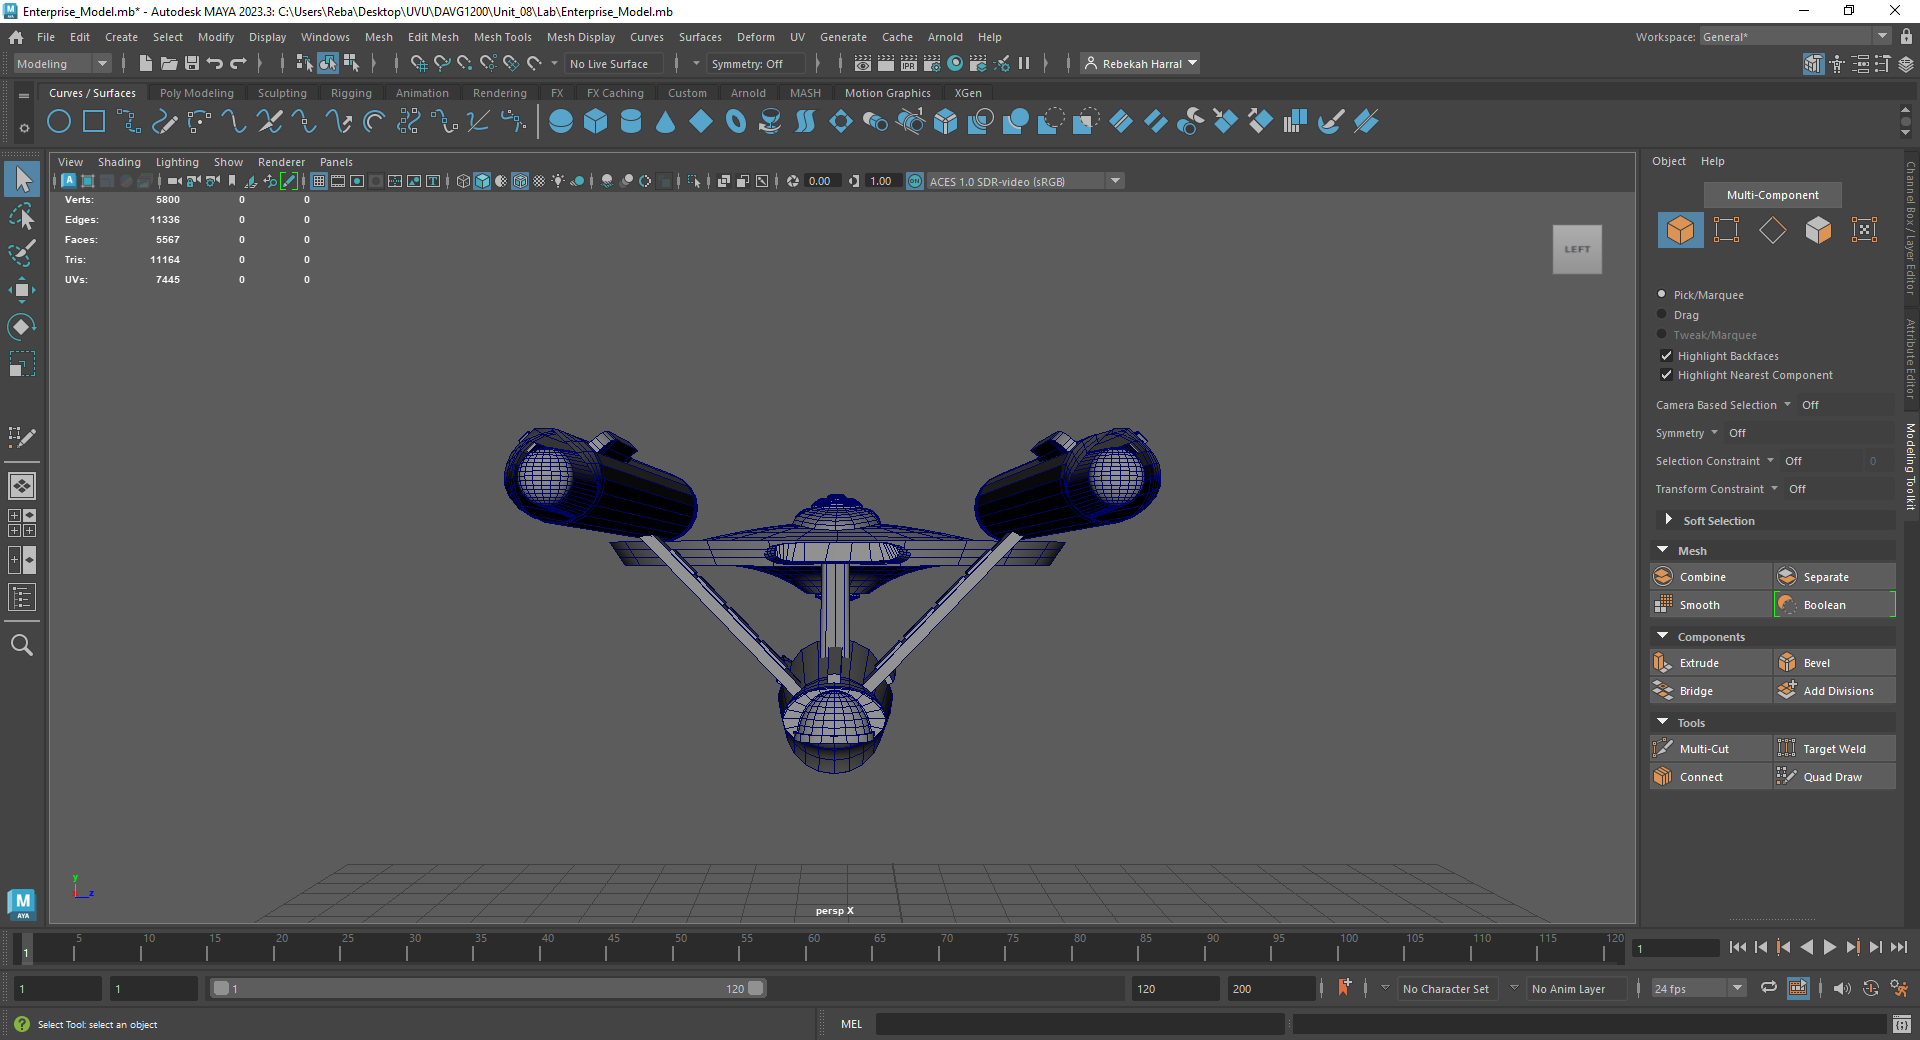 Enterprise_Model.mb* - Autodesk MAYA 2023.3: C:\Users\Reba\Desktop\UVU\DAVG1200\Unit_08\Lab\Enterprise_Model.mb
File Edit Create Select Modify Display Windows Mesh Edit Mesh Mesh Tools Mesh Display Curves Surfaces Deform UV Generate Cache Arnold Help Workspace: General*
Modeling No Live Surface Symmetry: Off IPR Rebekah Harral
Curves / Surfaces Poly Modeling Sculpting Rigging Animation Rendering FX FX Caching Custom Arnold MASH Motion Graphics XGen
View Shading Lighting Show Renderer Panels
0.00 1.00 ON ACES 1.0 SDR-video (sRGB)
Verts: 5800 0 0
Edges: 11336 0 0
Faces: 5567 0 0
Tris: 11164 0 0
UVs: 7445 0 0
LEFT
y
z
persp X
Object Help
Multi-Component
Pick/Marquee
Drag
Tweak/Marquee
Highlight Backfaces
Highlight Nearest Component
Camera Based Selection Off
Symmetry Off
Selection Constraint Off 0
Transform Constraint Off
Soft Selection
Mesh
Combine Separate
Smooth Boolean
Components
Extrude Bevel
Bridge Add Divisions
Tools
Multi-Cut Target Weld
Connect Quad Draw
Channel Box / Layer Editor
Attribute Editor
Modeling Toolkit
M
AYA
1 5 10 15 20 25 30 35 40 45 50 55 60 65 70 75 80 85 90 95 100 105 110 115 120 1
1 1 1 120 120 200 No Character Set No Anim Layer 24 fps
Select Tool: select an object MEL